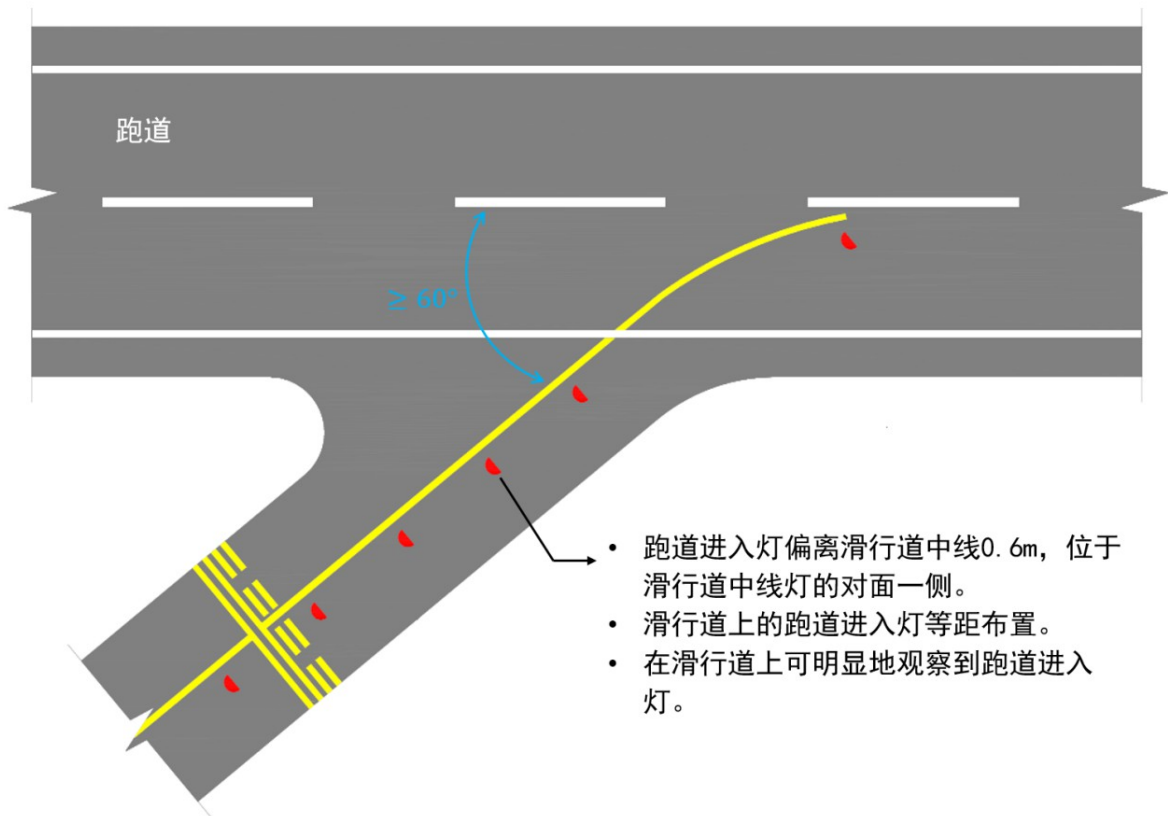 跑道
≥ 60°
• 跑道进入灯偏离滑行道中线0.6m，位于
滑行道中线灯的对面一侧。
• 滑行道上的跑道进入灯等距布置。
• 在滑行道上可明显地观察到跑道进入
灯。